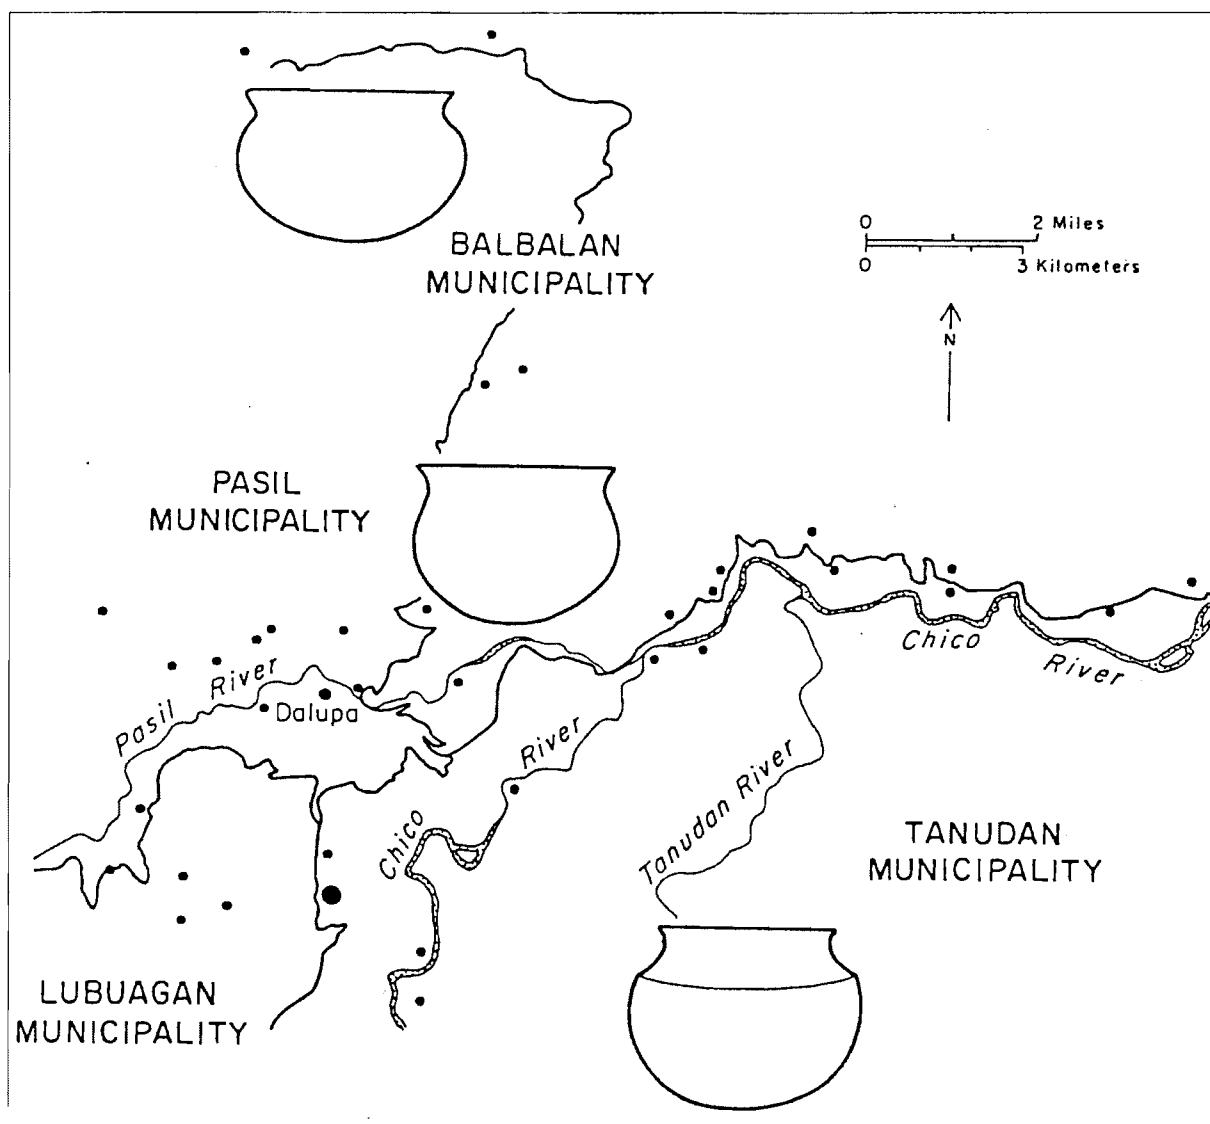 BALBALAN
MUNICIPALITY
0 2 Miles
0 3 Kilometers
N
PASIL
MUNICIPALITY
Pasil River
Dalupa
Chico River
Chico River
Tanudan River
TANUDAN
MUNICIPALITY
LUBUAGAN
MUNICIPALITY